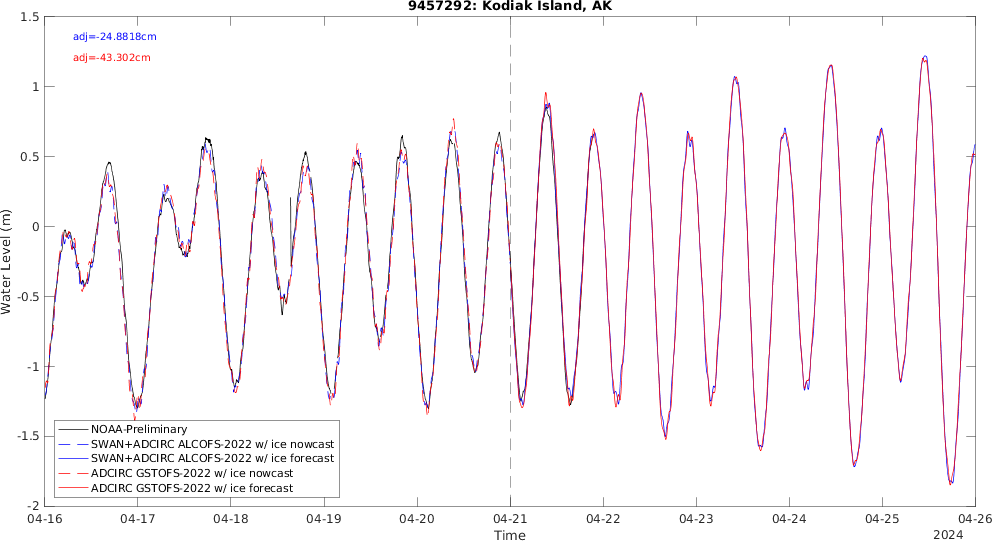 9457292: Kodiak Island, AK
adj=-24.8818cm
adj=-43.302cm
1.5
1
0.5
0
-0.5
-1
-1.5
-2
Water Level (m)
NOAA-Preliminary
SWAN+ADCIRC ALCOFS-2022 w/ ice nowcast
SWAN+ADCIRC ALCOFS-2022 w/ ice forecast
ADCIRC GSTOFS-2022 w/ ice nowcast
ADCIRC GSTOFS-2022 w/ ice forecast
04-16 04-17 04-18 04-19 04-20 04-21 04-22 04-23 04-24 04-25 04-26
Time
2024